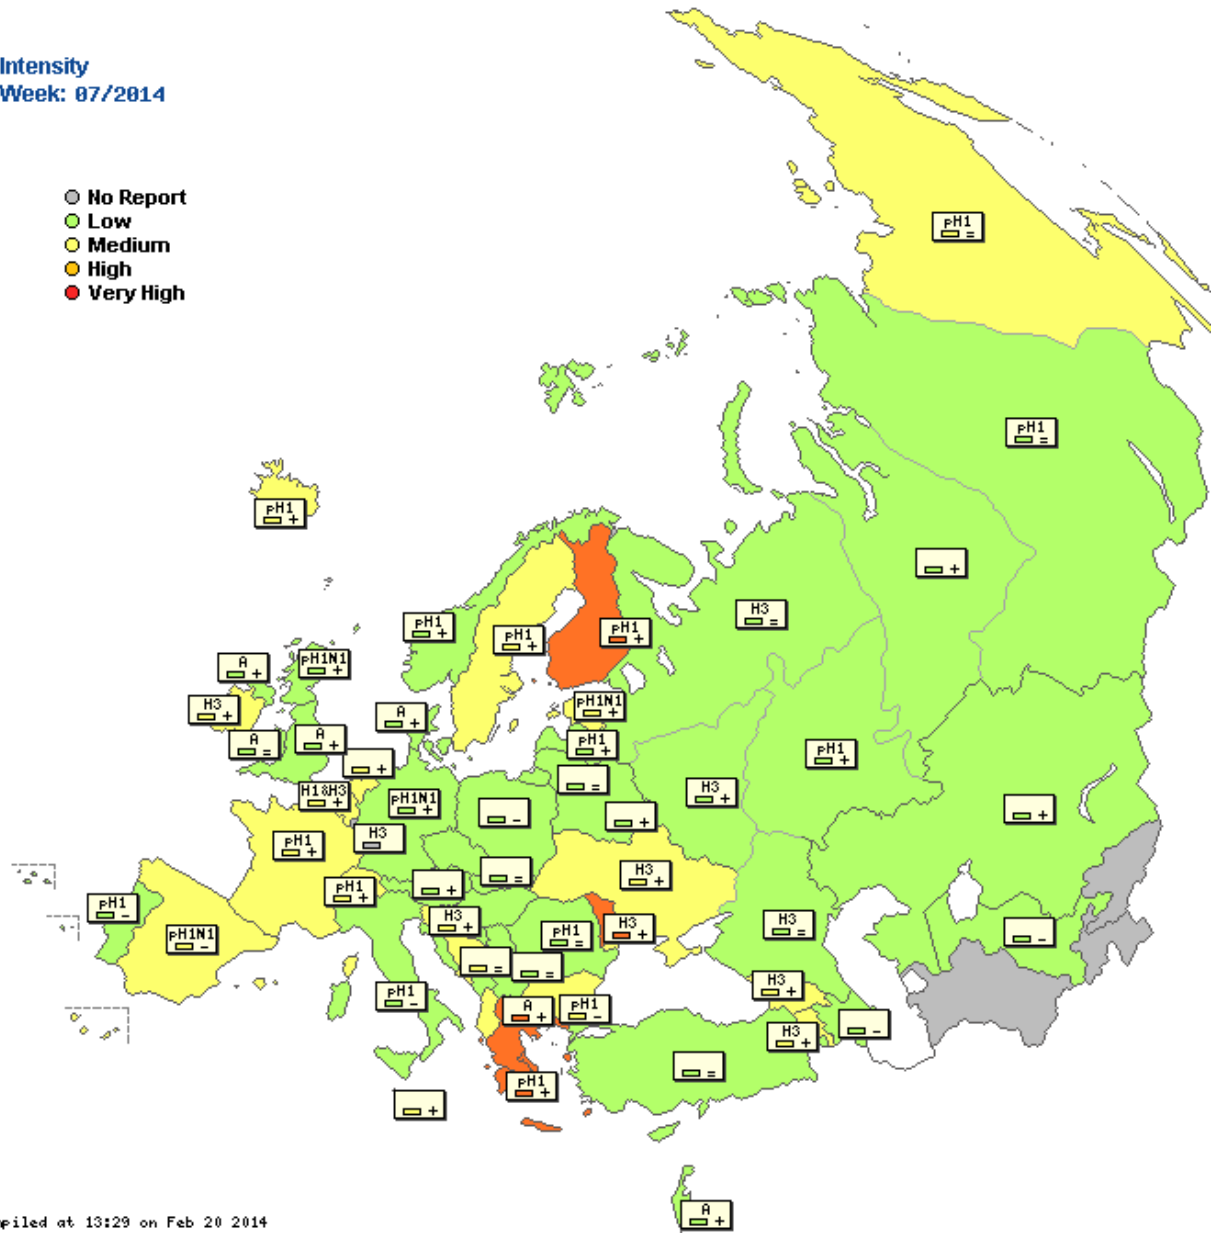 Intensity
Week: 07/2014
No Report
Low
Medium
High
Very High
pH1
=
pH1
=
pH1
+
+
H3
=
pH1
+
pH1
+
pH1
+
A
+
pH1N1
+
H3
+
pH1N1
+
A
+
A
=
A
+
pH1
+
pH1
+
+
=
H3
+
H1&H3
+
pH1N1
+
-
+
+
pH1
+
H3
H3
+
=
pH1
+
+
pH1
-
H3
+
H3
+
H3
=
pH1N1
-
pH1
=
-
=
=
pH1
-
H3
+
A
+
pH1
-
-
H3
+
=
pH1
+
+
A
+
piled at 13:29 on Feb 20 2014